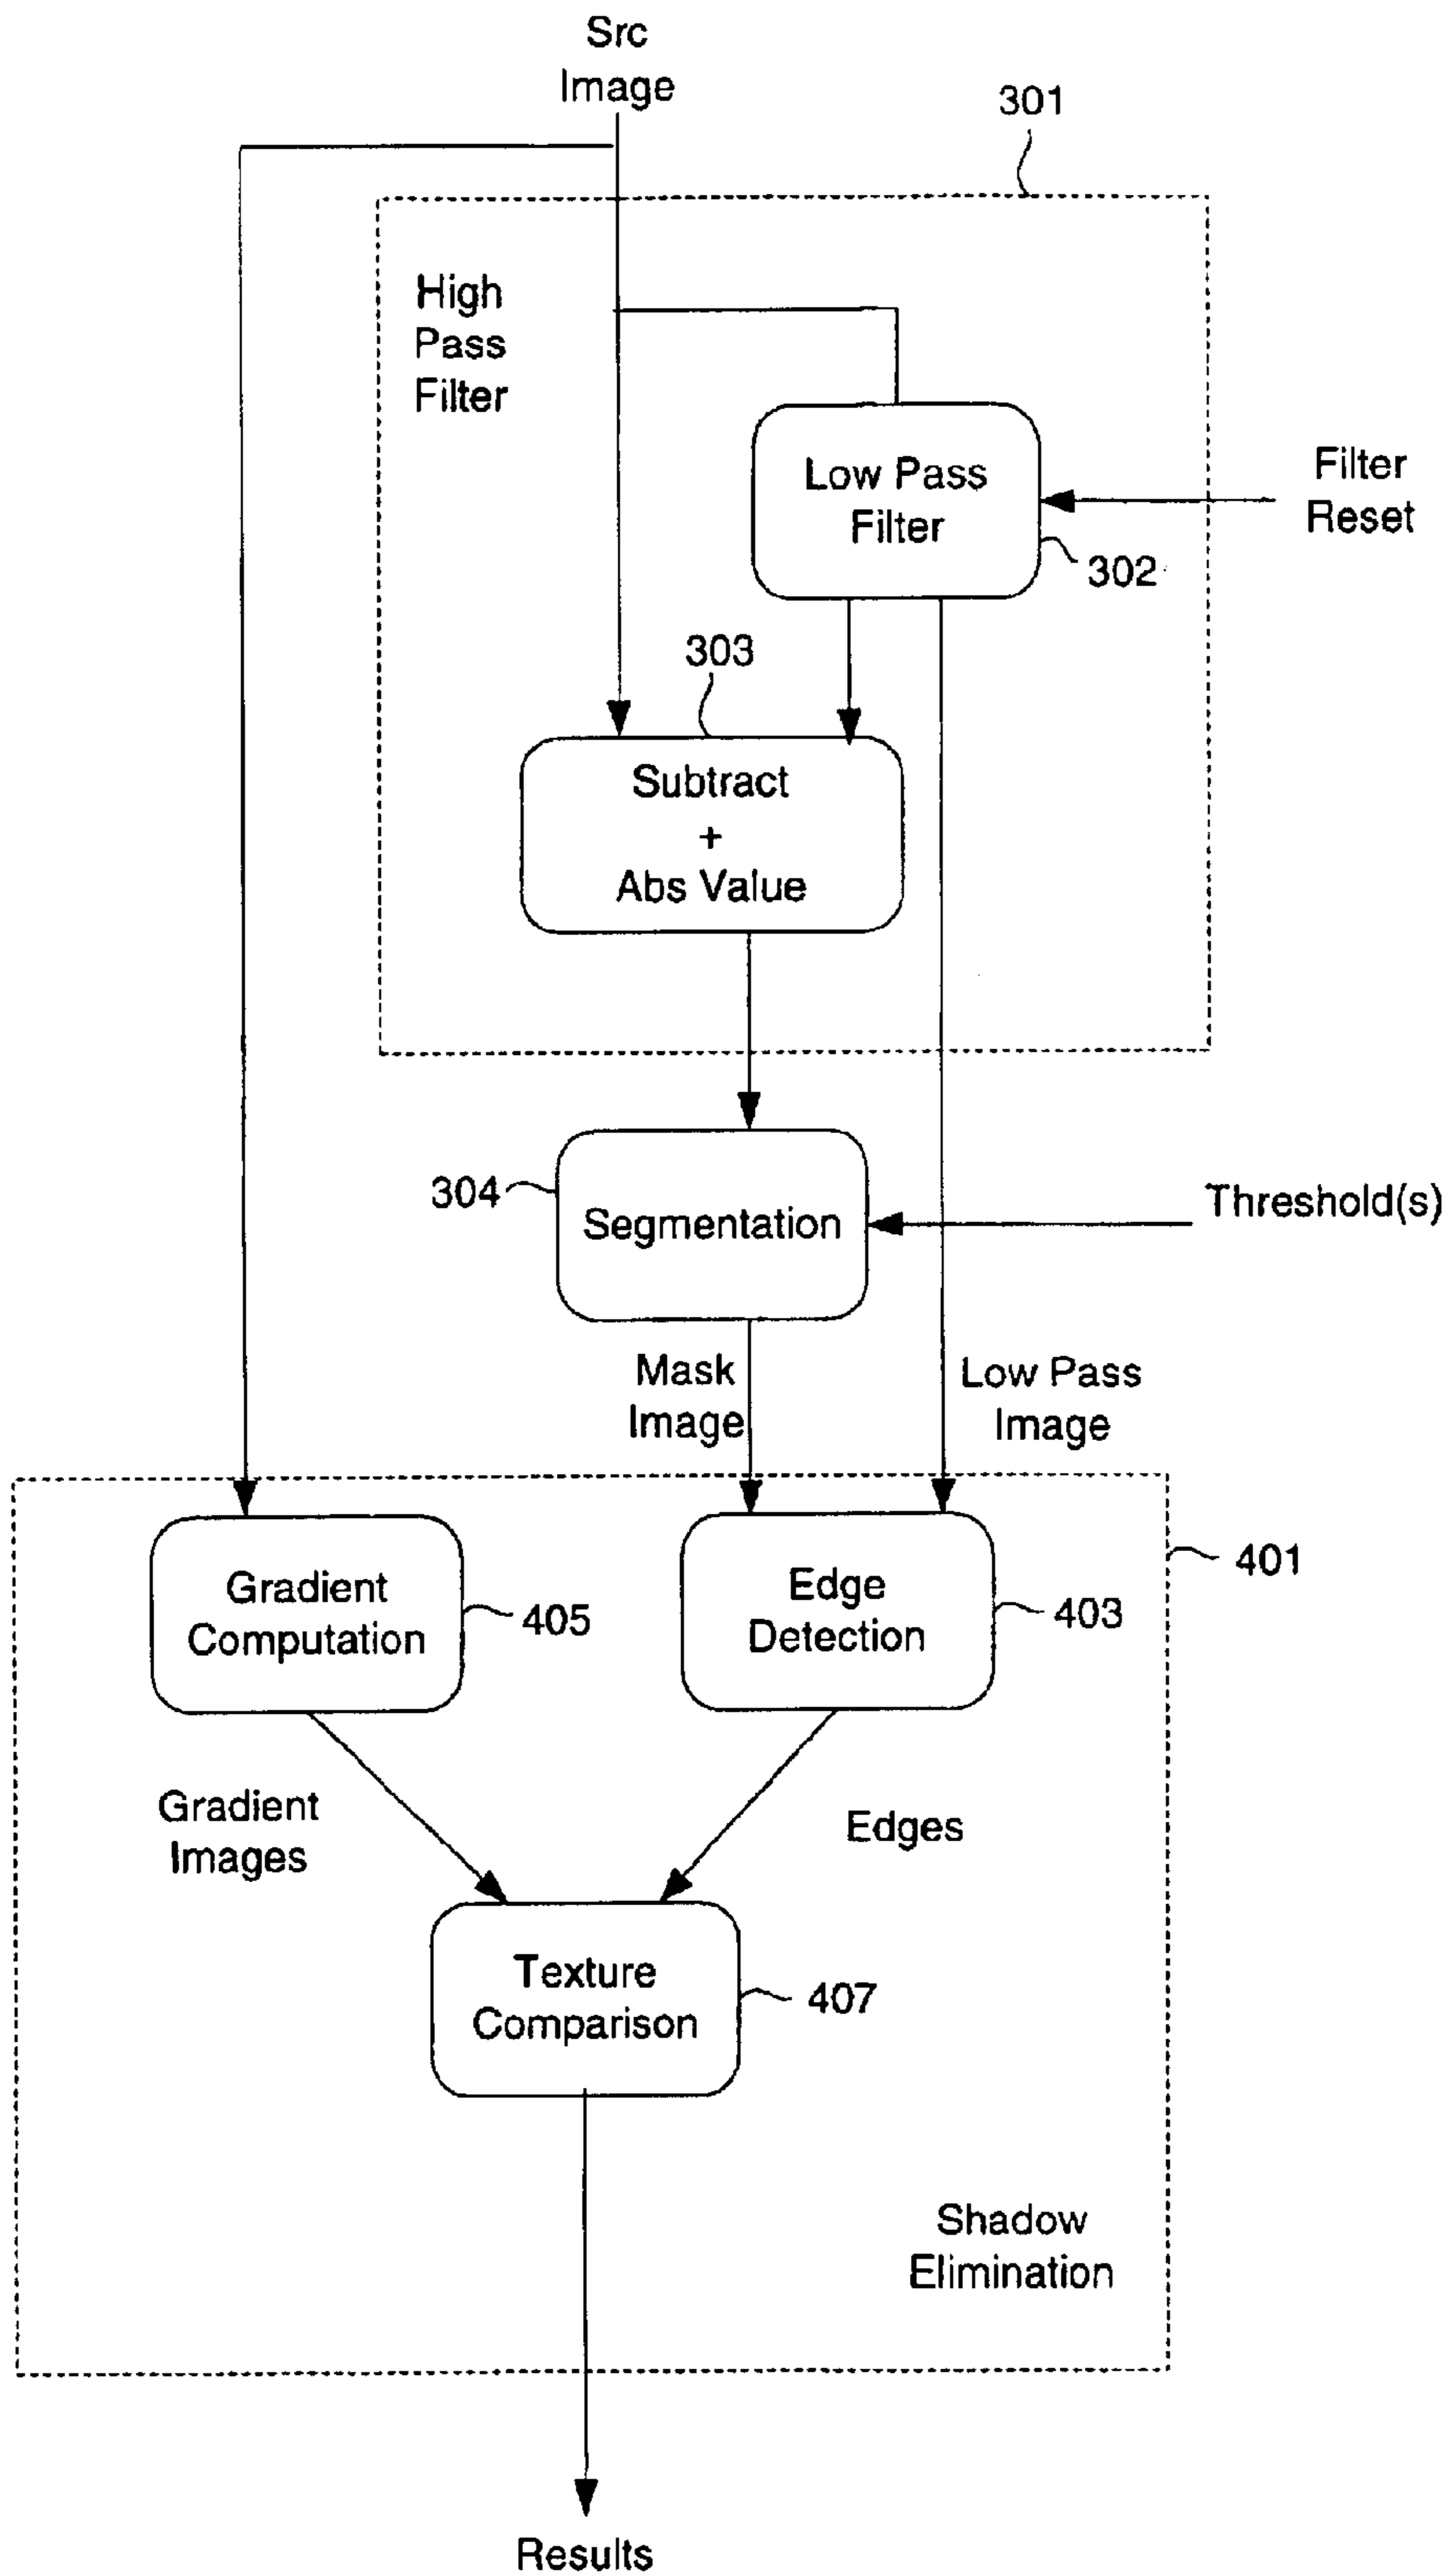 Src
Image
301
High
Pass
Filter
Low Pass
Filter
Filter
Reset
302
303
Subtract
+
Abs Value
304
Segmentation
Threshold(s)
Mask
Image
Low Pass
Image
Gradient
Computation
405
Edge
Detection
403
401
Gradient
Images
Edges
Texture
Comparison
407
Shadow
Elimination
Results